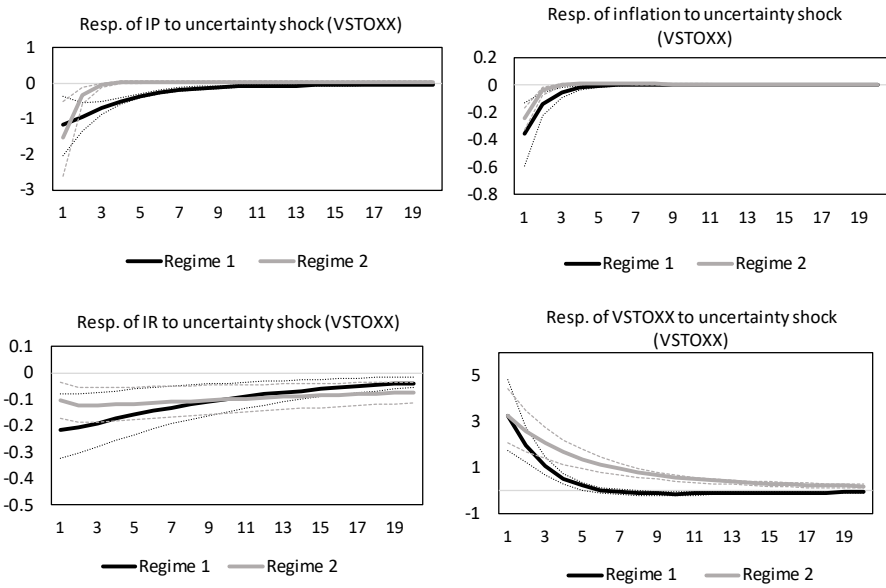 Resp. of IP to uncertainty shock (VSTOXX)
1
0
-1
-2
-3
1 3 5 7 9 11 13 15 17 19
Regime 1 Regime 2
Resp. of inflation to uncertainty shock
(VSTOXX)
0.2
0
-0.2
-0.4
-0.6
-0.8
1 3 5 7 9 11 13 15 17 19
Regime 1 Regime 2
Resp. of IR to uncertainty shock (VSTOXX)
0.1
0
-0.1
-0.2
-0.3
-0.4
-0.5
1 3 5 7 9 11 13 15 17 19
Regime 1 Regime 2
Resp. of VSTOXX to uncertainty shock
(VSTOXX)
5
3
1
-1
1 3 5 7 9 11 13 15 17 19
Regime 1 Regime 2